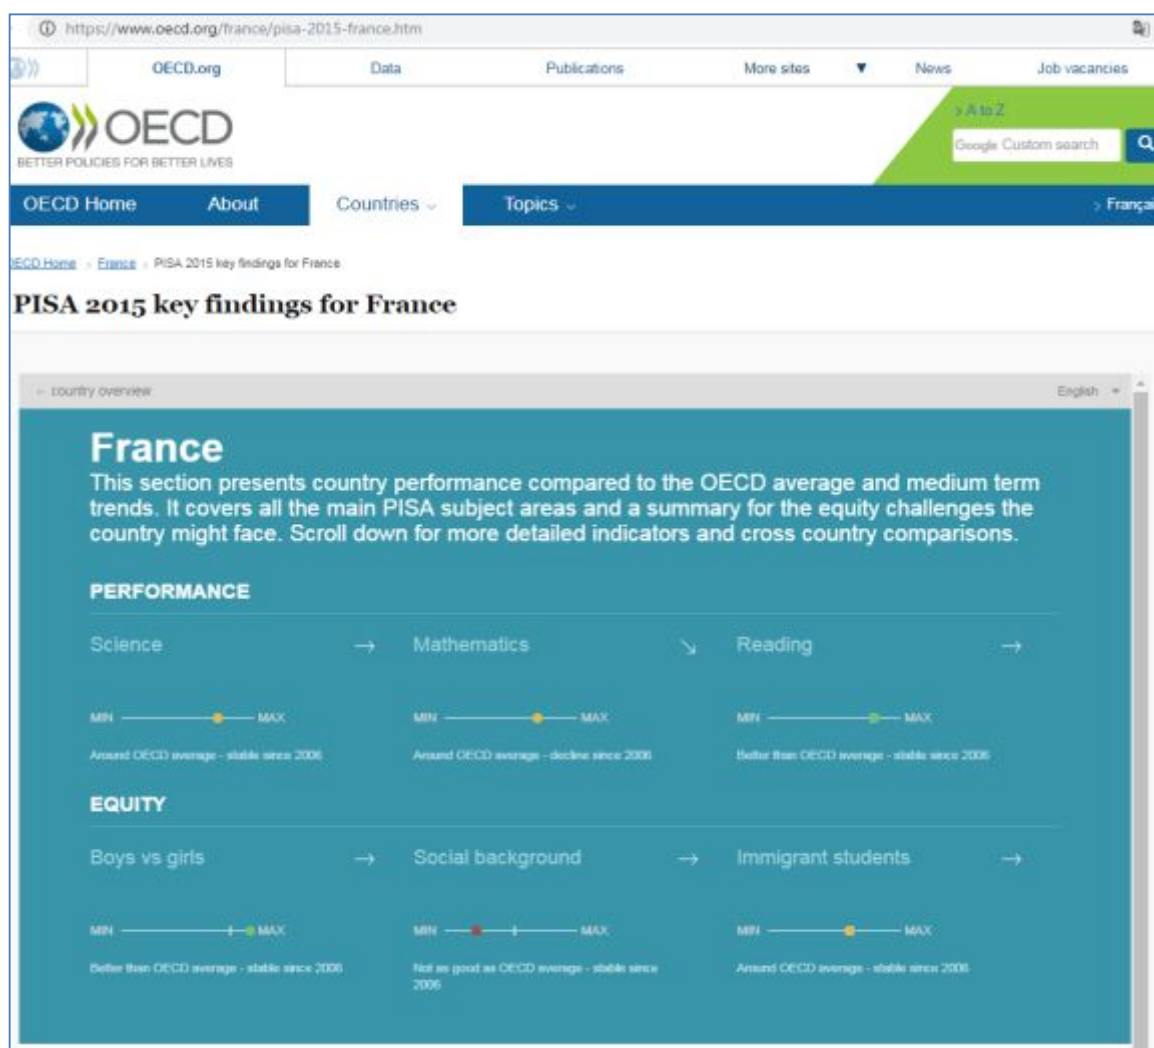 https://www.oecd.org/france/pisa-2015-france.htm
OECD.org Data Publications More sites ▼ News Job vacancies
> A to Z
OECD
Google Custom search
BETTER POLICIES FOR BETTER LIVES
OECD Home About Countries Topics > Françai
OECD Home > France > PISA 2015 key findings for France
PISA 2015 key findings for France
← country overview English
France
This section presents country performance compared to the OECD average and medium term
trends. It covers all the main PISA subject areas and a summary for the equity challenges the
country might face. Scroll down for more detailed indicators and cross country comparisons.
PERFORMANCE
Science → Mathematics ↘ Reading →
MIN MAX MIN MAX MIN MAX
Around OECD average - stable since 2006 Around OECD average - decline since 2006 Better than OECD average - stable since 2006
EQUITY
Boys vs girls → Social background → Immigrant students →
MIN MAX MIN MAX MIN MAX
Better than OECD average - stable since 2006 Not as good as OECD average - stable since Around OECD average - stable since 2006
2006